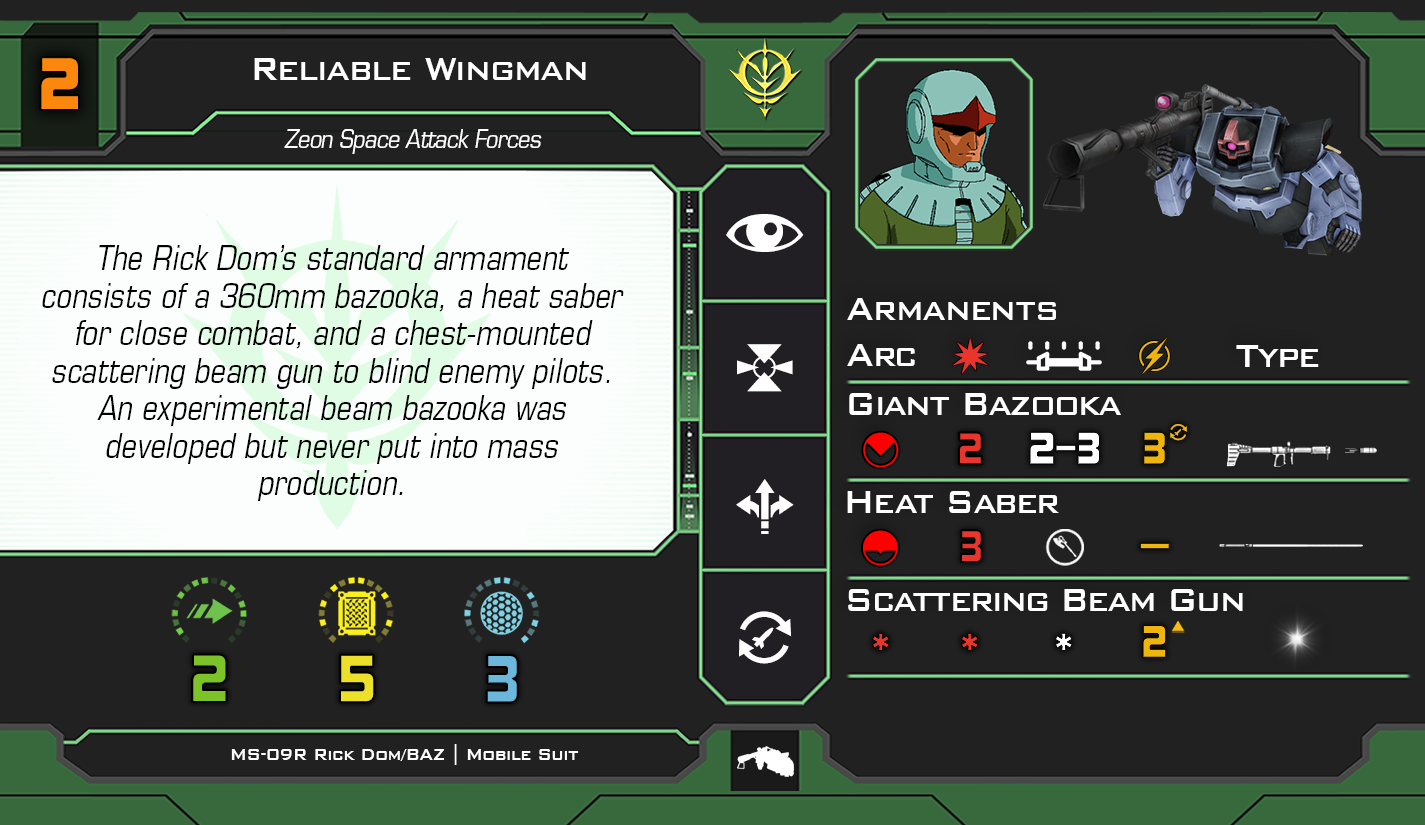 2
Reliable Wingman
Zeon Space Attack Forces
The Rick Dom's standard armament
consists of a 360mm bazooka, a heat saber
for close combat, and a chest-mounted
scattering beam gun to blind enemy pilots.
An experimental beam bazooka was
developed but never put into mass
production.
2 5 3
MS-09R Rick Dom/BAZ | Mobile Suit
Armanents
Arc Type
Giant Bazooka
2 2-3 3
Heat Saber
3 –
Scattering Beam Gun
* * * 2